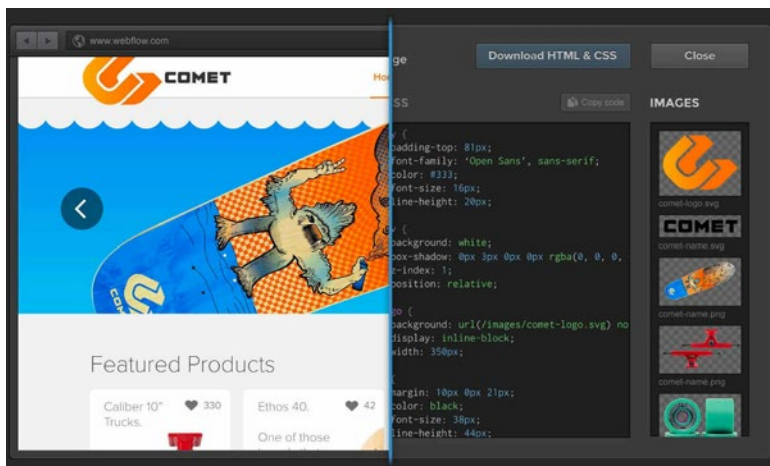 www.webflow.com
COMET
ge
Download HTML & CSS
Close
SS
Copy code
IMAGES
y {
padding-top: 81px;
font-family: ‘Open Sans’, sans-serif;
color: #333;
font-size: 16px;
line-height: 20px;
v {
background: white;
box-shadow: 0px 3px 0px 0px rgba(0, 0, 0,
z-index: 1;
position: relative;
go {
background: url(/images/comet-logo.svg) no
display: inline-block;
width: 350px;
{
margin: 10px 0px 21px;
color: black;
font-size: 38px;
line-height: 44px;
comet-logo.svg
COMET
comet-name.svg
comet-name.png
comet-name.png
Featured Products
Caliber 10"
Trucks.
330
Ethos 40.
42
One of those